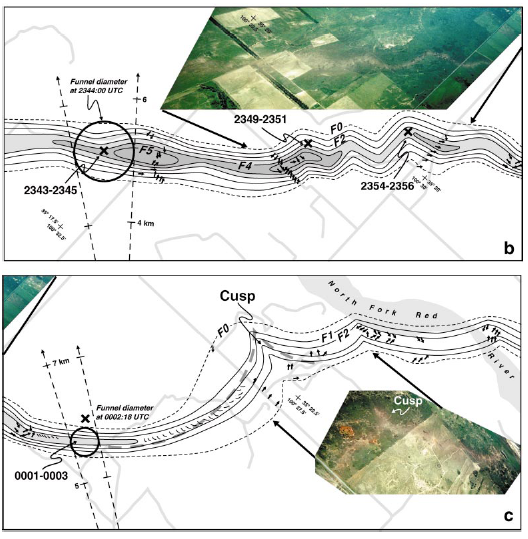 Funnel diameter
at 2344:00 UTC
6
2349-2351
F0
F2
F5
F4
2343-2345
2354-2356
4 km
b
Cusp
F0
North Fork Red
River
F1
F2
7 km
Funnel diameter
at 0002:18 UTC
Cusp
0001-0003
c